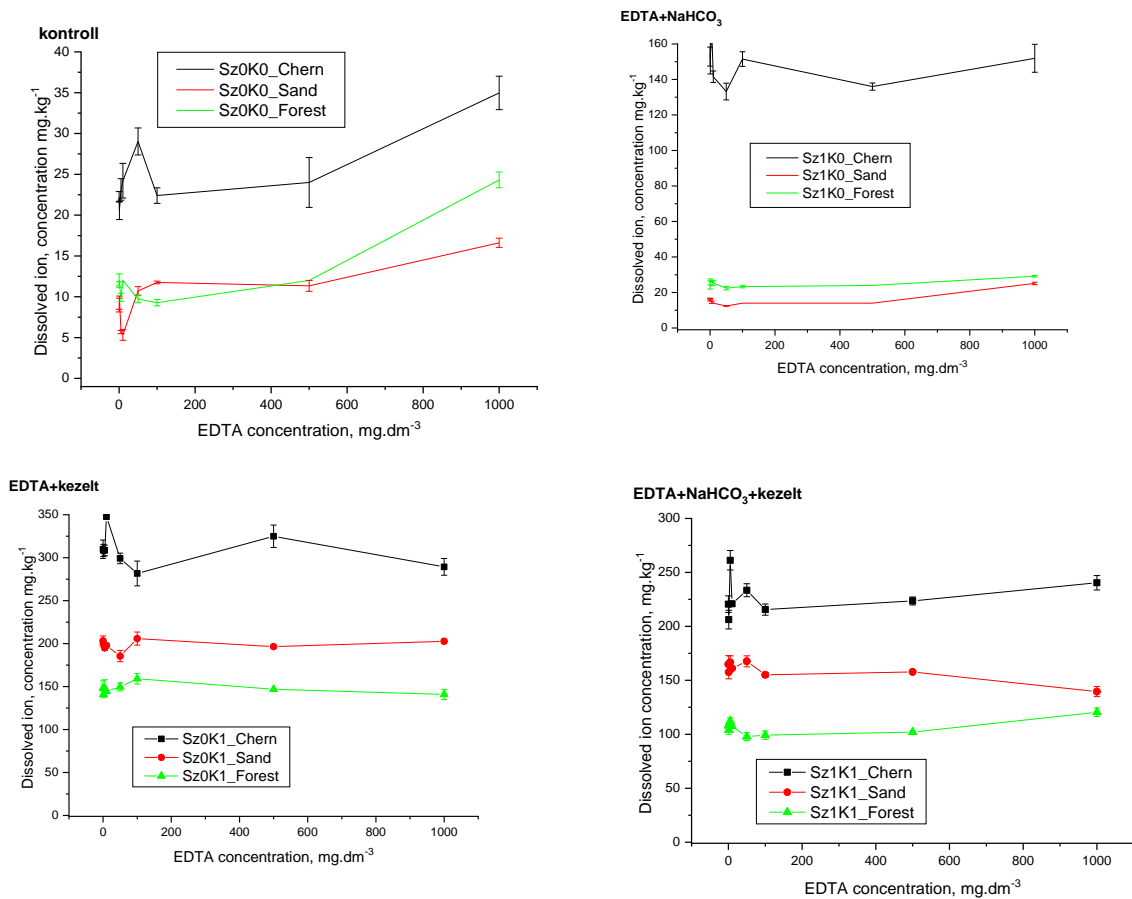 kontroll
Sz0K0_Chern
Sz0K0_Sand
Sz0K0_Forest
40
35
30
25
20
15
10
5
0
Dissolved ion, concentration mg.kg-1
0 200 400 600 800 1000
EDTA concentration, mg.dm-3
EDTA+NaHCO3
160
140
120
100
80
60
40
20
0
Dissolved ion, concentration mg.kg-1
Sz1K0_Chern
Sz1K0_Sand
Sz1K0_Forest
0 200 400 600 800 1000
EDTA concentration, mg.dm-3
EDTA+kezelt
350
300
250
200
150
100
50
0
Dissolved ion, concentration mg.kg-1
Sz0K1_Chern
Sz0K1_Sand
Sz0K1_Forest
0 200 400 600 800 1000
EDTA concentration, mg.dm-3
EDTA+NaHCO3+kezelt
300
250
200
150
100
50
0
Dissolved ion concentration, mg.kg-1
Sz1K1_Chern
Sz1K1_Sand
Sz1K1_Forest
0 200 400 600 800 1000
EDTA concentration, mg.dm-3